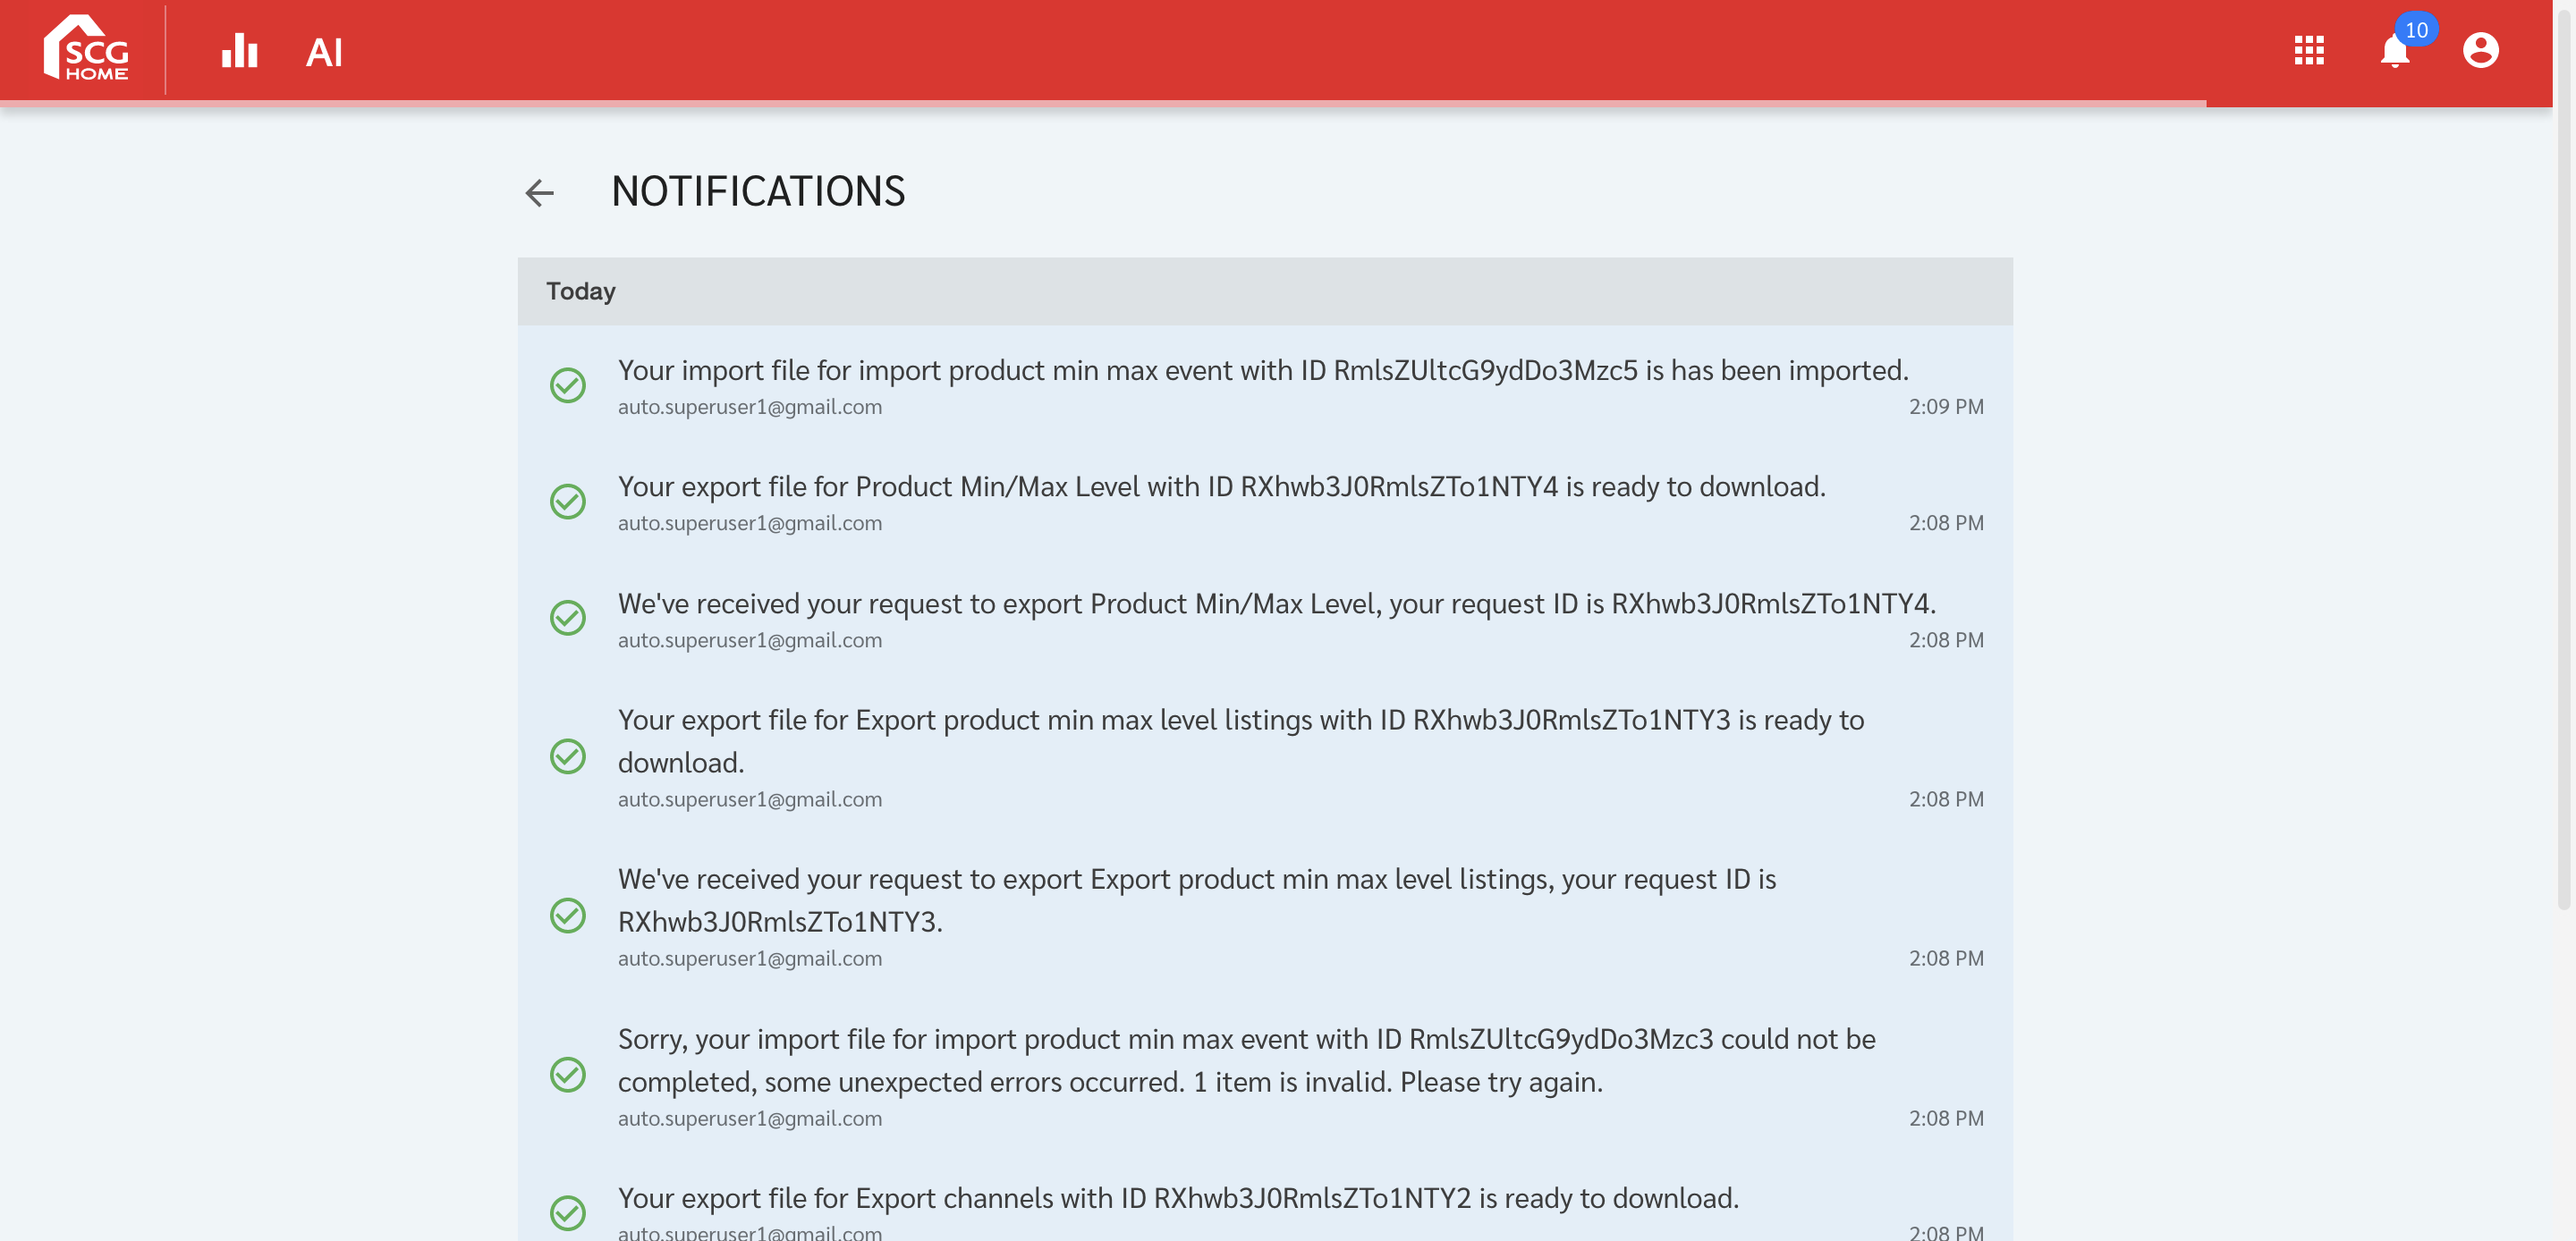 SCG
HOME
AI
10
NOTIFICATIONS
Today
Your import file for import product min max event with ID RmlsZUltcG9ydDo3Mzc5 is has been imported.
auto.superuser1@gmail.com
2:09 PM
Your export file for Product Min/Max Level with ID RXhwb3J0RmlsZTo1NTY4 is ready to download.
auto.superuser1@gmail.com
2:08 PM
We've received your request to export Product Min/Max Level, your request ID is RXhwb3J0RmlsZTo1NTY4.
auto.superuser1@gmail.com
2:08 PM
Your export file for Export product min max level listings with ID RXhwb3J0RmlsZTo1NTY3 is ready to
download.
auto.superuser1@gmail.com
2:08 PM
We've received your request to export Export product min max level listings, your request ID is
RXhwb3J0RmlsZTo1NTY3.
auto.superuser1@gmail.com
2:08 PM
Sorry, your import file for import product min max event with ID RmlsZUltcG9ydDo3Mzc3 could not be
completed, some unexpected errors occurred. 1 item is invalid. Please try again.
auto.superuser1@gmail.com
2:08 PM
Your export file for Export channels with ID RXhwb3J0RmlsZTo1NTY2 is ready to download.
auto.superuser1@gmail.com
2:08 PM